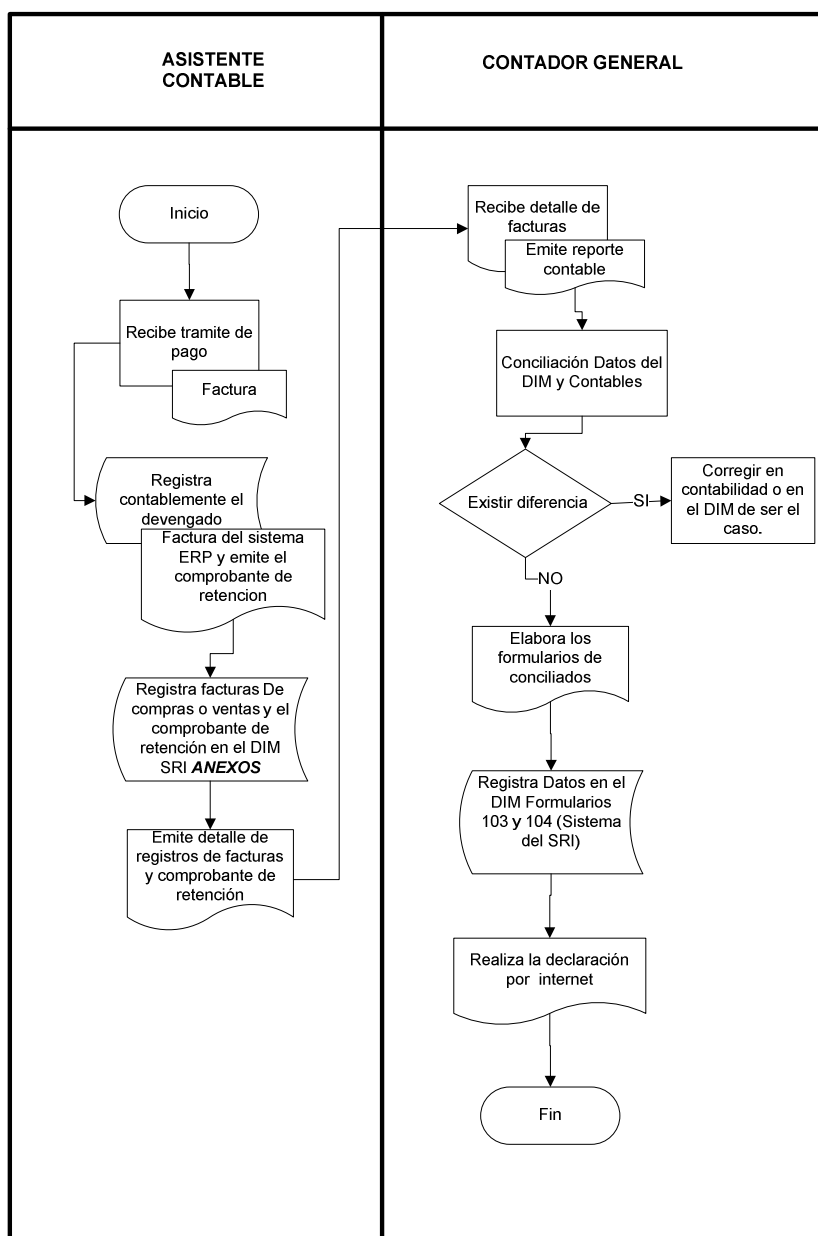 ASISTENTE
CONTABLE
CONTADOR GENERAL
Inicio
Recibe tramite de
pago
Factura
Registra
contablemente el
devengado
Factura del sistema
ERP y emite el
comprobante de
retencion
Registra facturas De
compras o ventas y el
comprobante de
retención en el DIM
SRI ANEXOS
Emite detalle de
registros de facturas
y comprobante de
retención
Recibe detalle de
facturas
Emite reporte
contable
Conciliación Datos del
DIM y Contables
Existir diferencia
SI
Corregir en
contabilidad o en
el DIM de ser el
caso.
NO
Elabora los
formularios de
conciliados
Registra Datos en el
DIM Formularios
103 y 104 (Sistema
del SRI)
Realiza la declaración
por internet
Fin